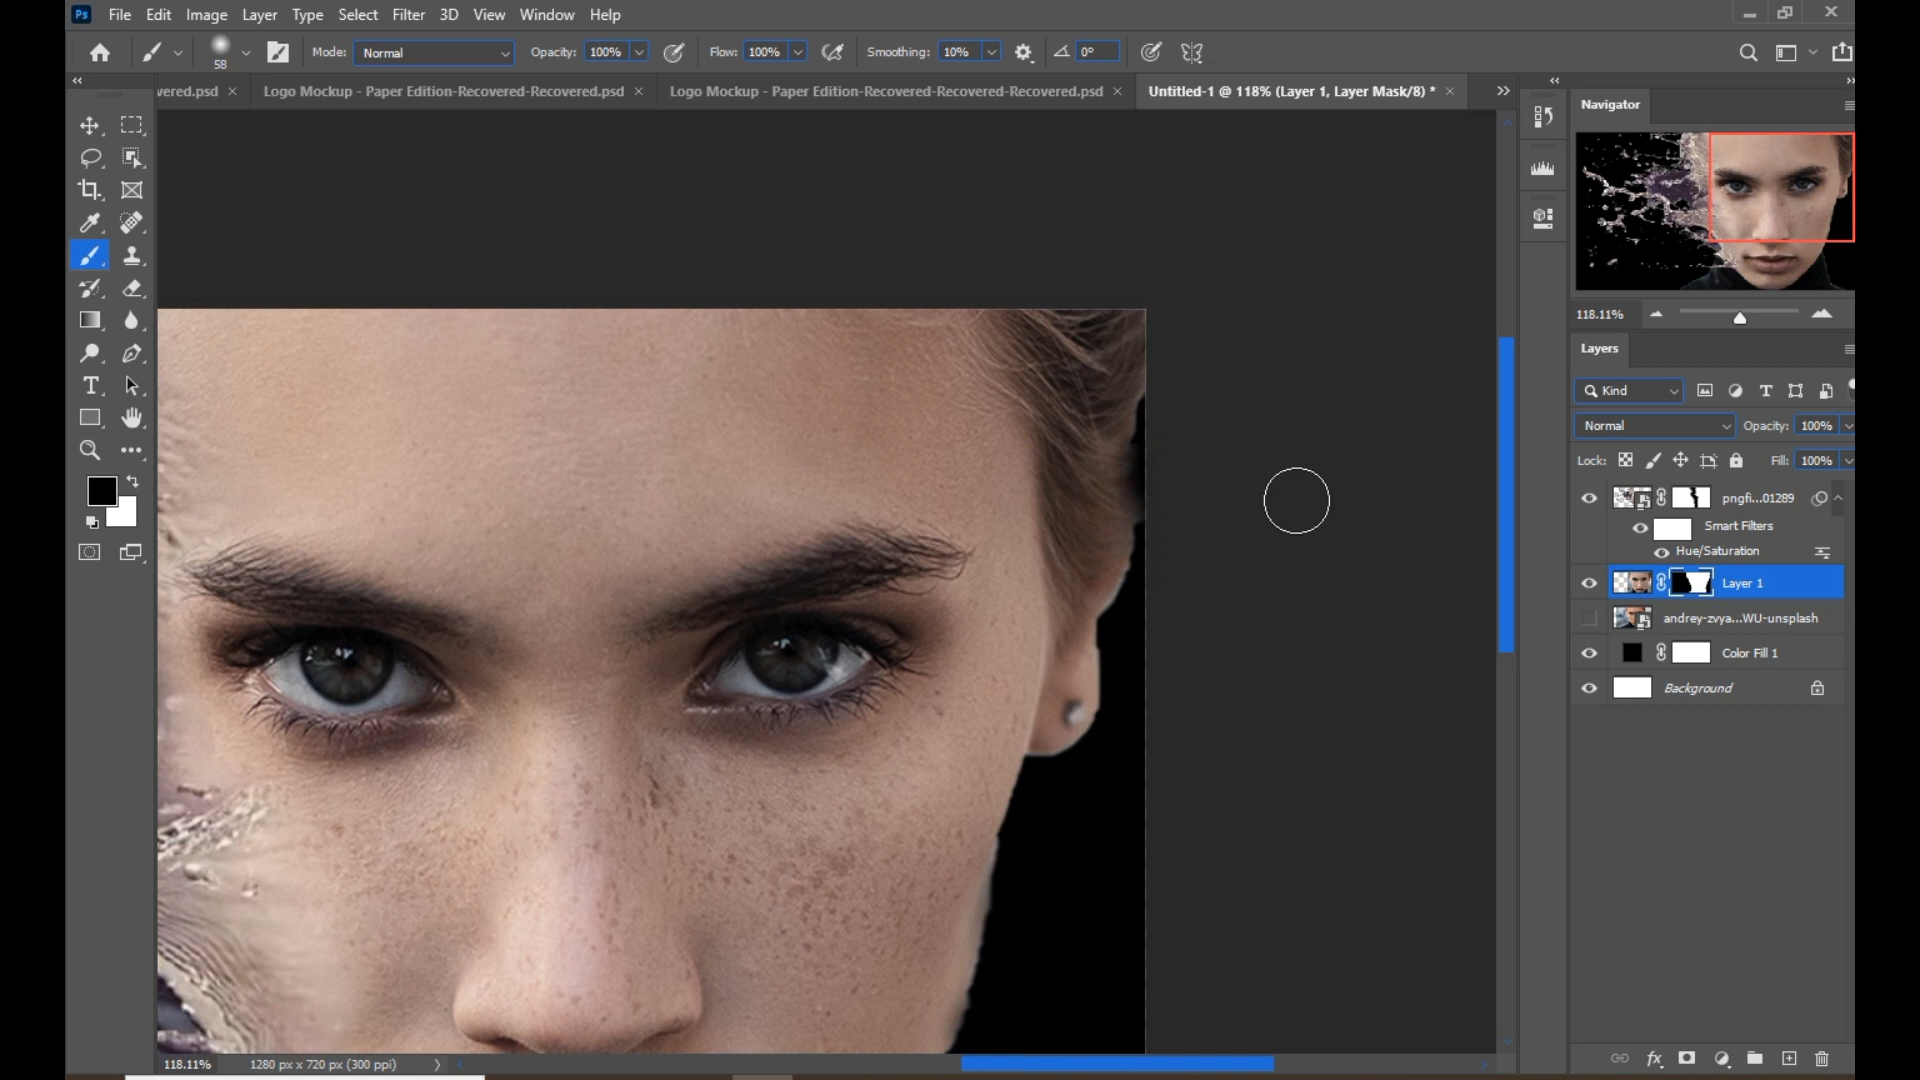 Ps File Edit Image Layer Type Select Filter 3D View Window Help
58 Mode: Normal Opacity: 100% Flow: 100% Smoothing: 10% 0°
vered.psd × Logo Mockup - Paper Edition-Recovered-Recovered.psd × Logo Mockup - Paper Edition-Recovered-Recovered-Recovered.psd × Untitled-1 @ 118% (Layer 1, Layer Mask/8) * ×
Navigator
118.11%
Layers
Kind
Normal Opacity: 100%
Lock: Fill: 100%
pngfi...01289
Smart Filters
Hue/Saturation
Layer 1
andrey-zvya...WU-unsplash
Color Fill 1
Background
118.11% 1280 px x 720 px (300 ppi)